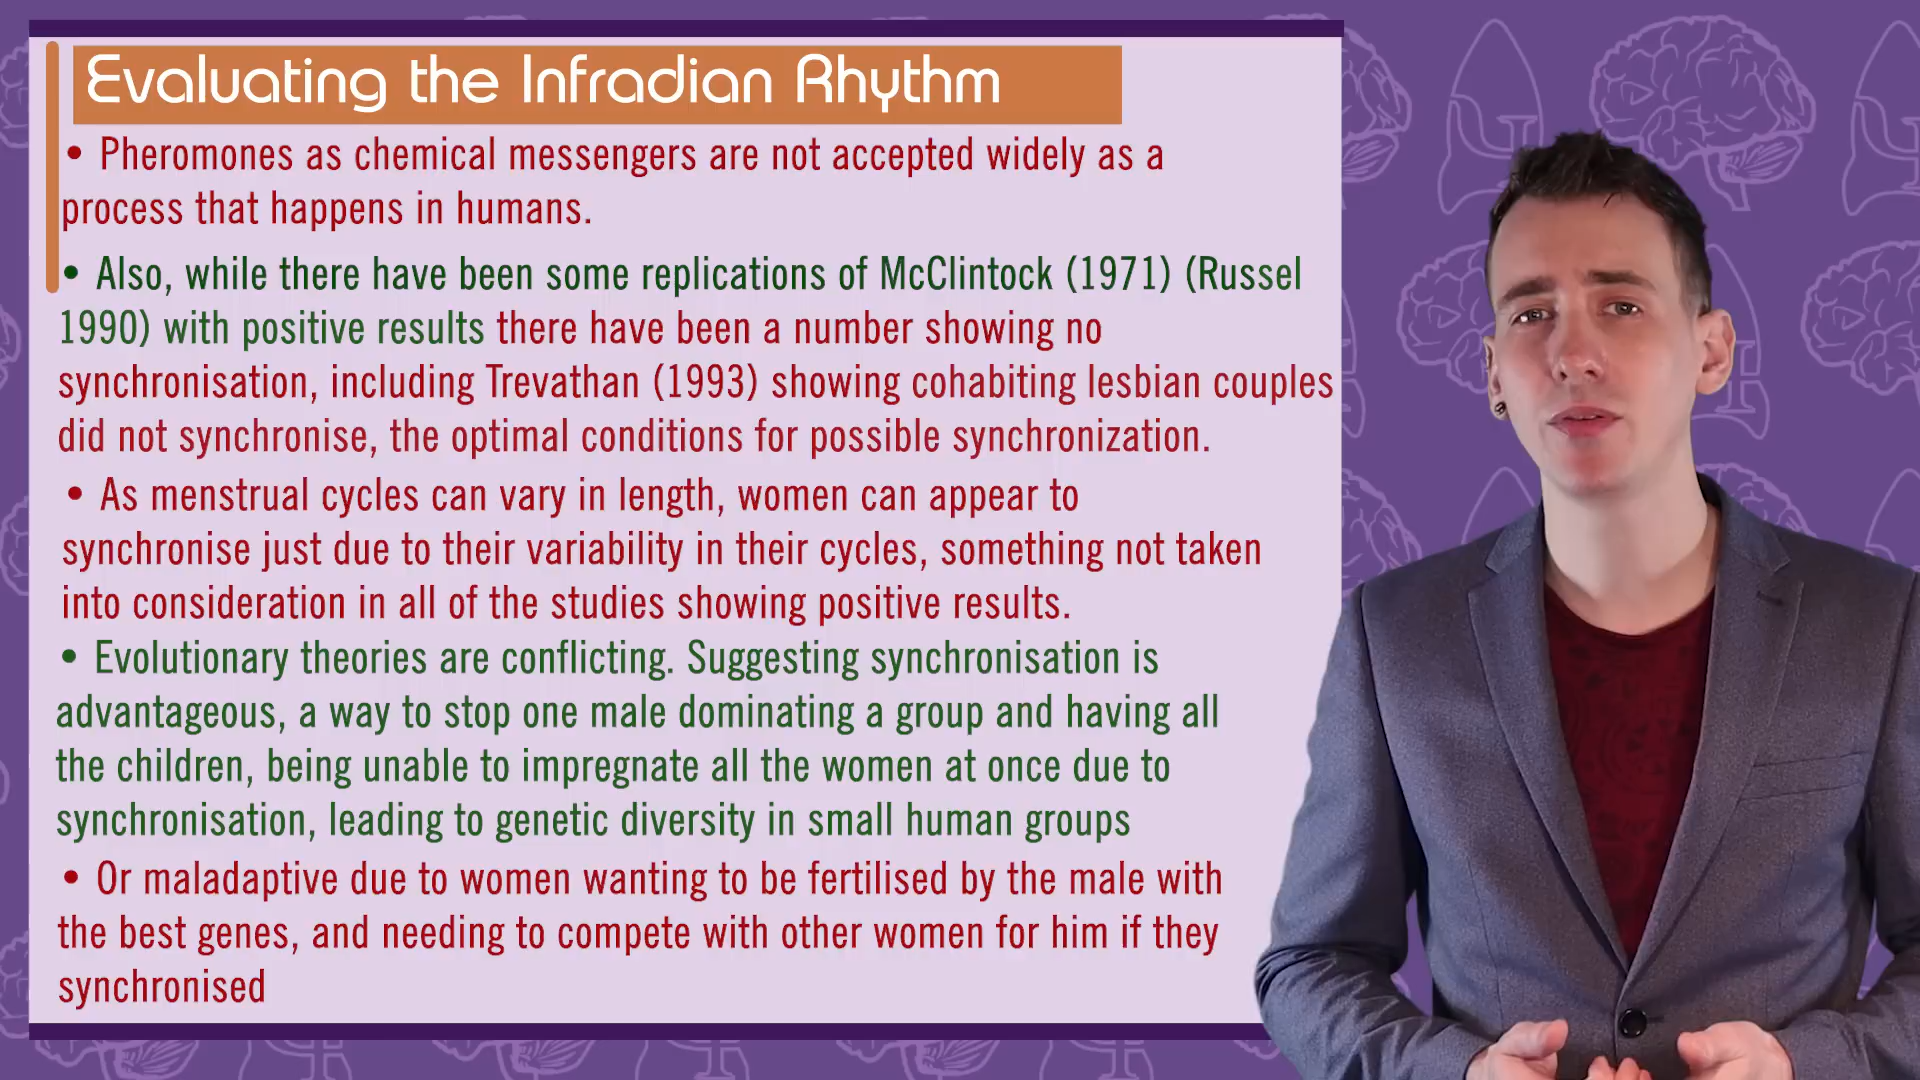 Evaluating the Infradian Rhythm
• Pheromones as chemical messengers are not accepted widely as a
process that happens in humans.
• Also, while there have been some replications of McClintock (1971) (Russel
1990) with positive results there have been a number showing no
synchronisation, including Trevathan (1993) showing cohabiting lesbian couples
did not synchronise, the optimal conditions for possible synchronization.
• As menstrual cycles can vary in length, women can appear to
synchronise just due to their variability in their cycles, something not taken
into consideration in all of the studies showing positive results.
• Evolutionary theories are conflicting. Suggesting synchronisation is
advantageous, a way to stop one male dominating a group and having all
the children, being unable to impregnate all the women at once due to
synchronisation, leading to genetic diversity in small human groups
• Or maladaptive due to women wanting to be fertilised by the male with
the best genes, and needing to compete with other women for him if they
synchronised